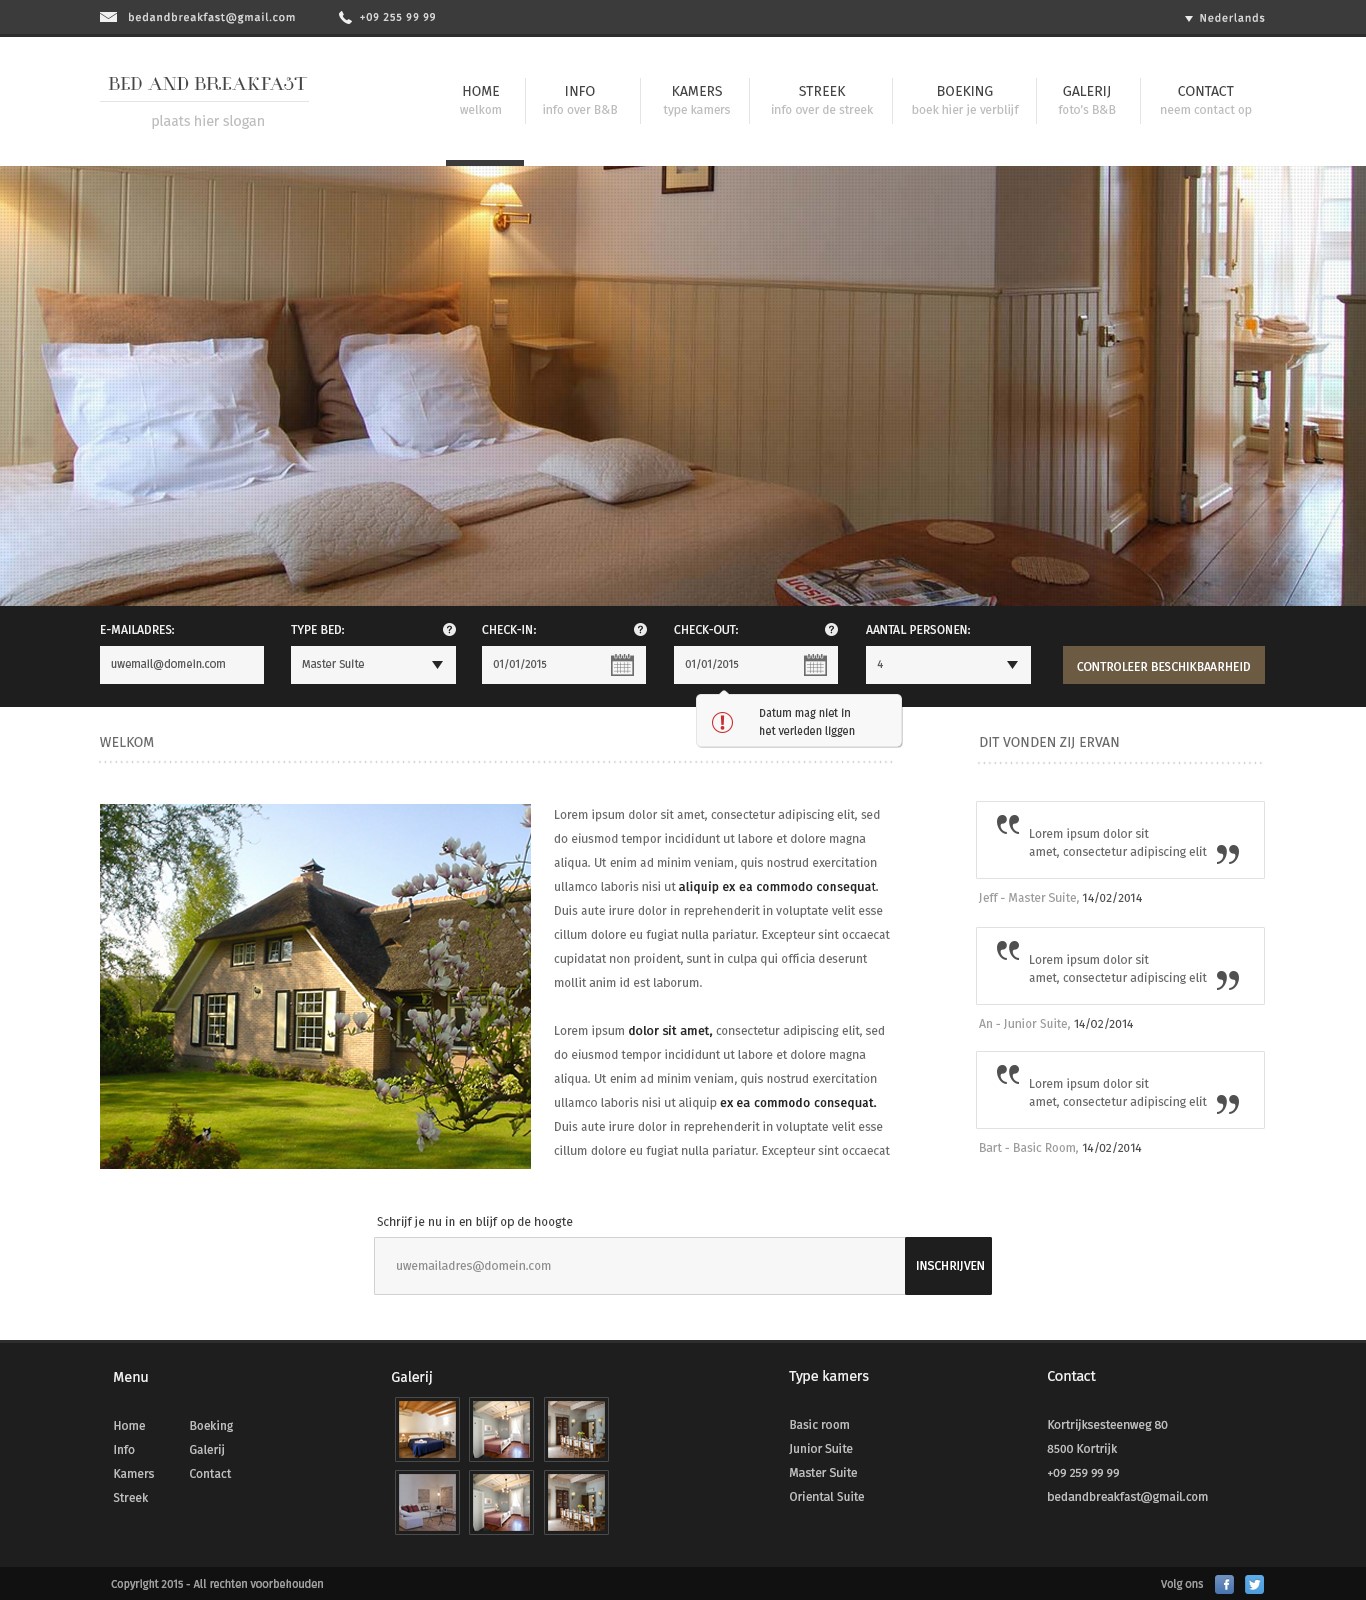 bedandbreakfast@gmail.com
+09 255 99 99
Nederlands
BED AND BREAKFAST
plaats hier slogan
HOME
welkom
INFO
info over B&B
KAMERS
type kamers
STREEK
info over de streek
BOEKING
boek hier je verblijf
GALERIJ
foto's B&B
CONTACT
neem contact op
maison
E-MAILADRES:
uwemail@domein.com
TYPE BED:
?
Master Suite
CHECK-IN:
?
01/01/2015
CHECK-OUT:
?
01/01/2015
AANTAL PERSONEN:
4
CONTROLEER BESCHIKBAARHEID
Datum mag niet in
het verleden liggen
WELKOM
Lorem ipsum dolor sit amet, consectetur adipiscing elit, sed
do eiusmod tempor incididunt ut labore et dolore magna
aliqua. Ut enim ad minim veniam, quis nostrud exercitation
ullamco laboris nisi ut aliquip ex ea commodo consequat.
Duis aute irure dolor in reprehenderit in voluptate velit esse
cillum dolore eu fugiat nulla pariatur. Excepteur sint occaecat
cupidatat non proident, sunt in culpa qui officia deserunt
mollit anim id est laborum.
Lorem ipsum dolor sit amet, consectetur adipiscing elit, sed
do eiusmod tempor incididunt ut labore et dolore magna
aliqua. Ut enim ad minim veniam, quis nostrud exercitation
ullamco laboris nisi ut aliquip ex ea commodo consequat.
Duis aute irure dolor in reprehenderit in voluptate velit esse
cillum dolore eu fugiat nulla pariatur. Excepteur sint occaecat
DIT VONDEN ZIJ ERVAN
Lorem ipsum dolor sit
amet, consectetur adipiscing elit
Jeff - Master Suite, 14/02/2014
Lorem ipsum dolor sit
amet, consectetur adipiscing elit
An - Junior Suite, 14/02/2014
Lorem ipsum dolor sit
amet, consectetur adipiscing elit
Bart - Basic Room, 14/02/2014
Schrijf je nu in en blijf op de hoogte
uwemailadres@domein.com
INSCHRIJVEN
Menu
Home
Info
Kamers
Streek
Boeking
Galerij
Contact
Galerij
Type kamers
Basic room
Junior Suite
Master Suite
Oriental Suite
Contact
Kortrijksesteenweg 80
8500 Kortrijk
+09 259 99 99
bedandbreakfast@gmail.com
Copyright 2015 - All rechten voorbehouden
Volg ons